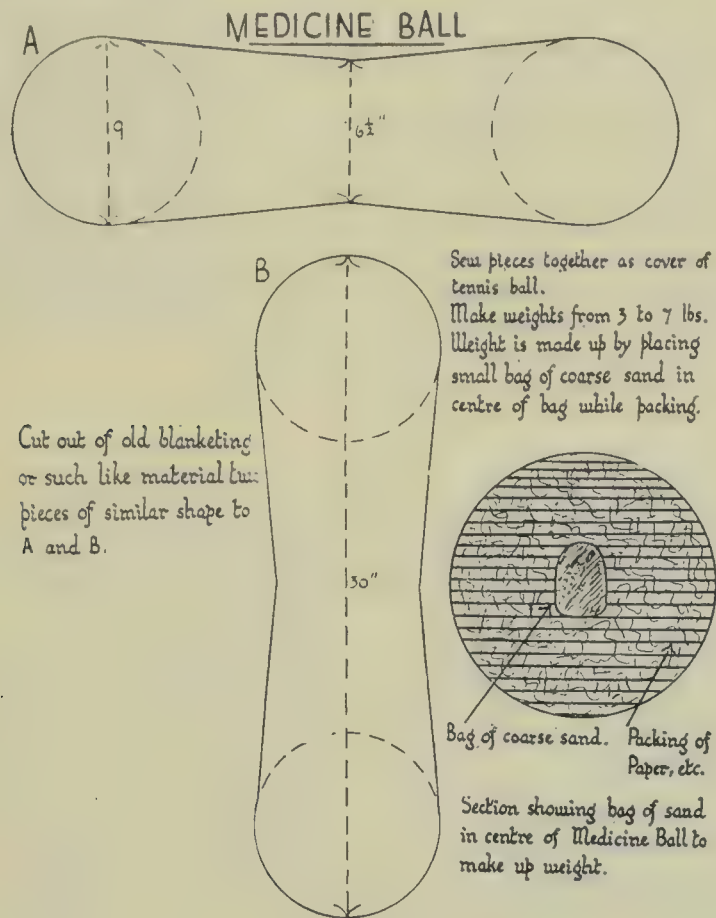 MEDICINE BALL
A
9
6½"
B
Sew pieces together as cover of
tennis ball.
Make weights from 3 to 7 lbs.
Weight is made up by placing
small bag of coarse sand in
centre of bag while packing.
Cut out of old blanketing
or such like material two
pieces of similar shape to
A and B.
30"
Bag of coarse sand.
Packing of
Paper, etc.
Section showing bag of sand
in centre of Medicine Ball to
make up weight.